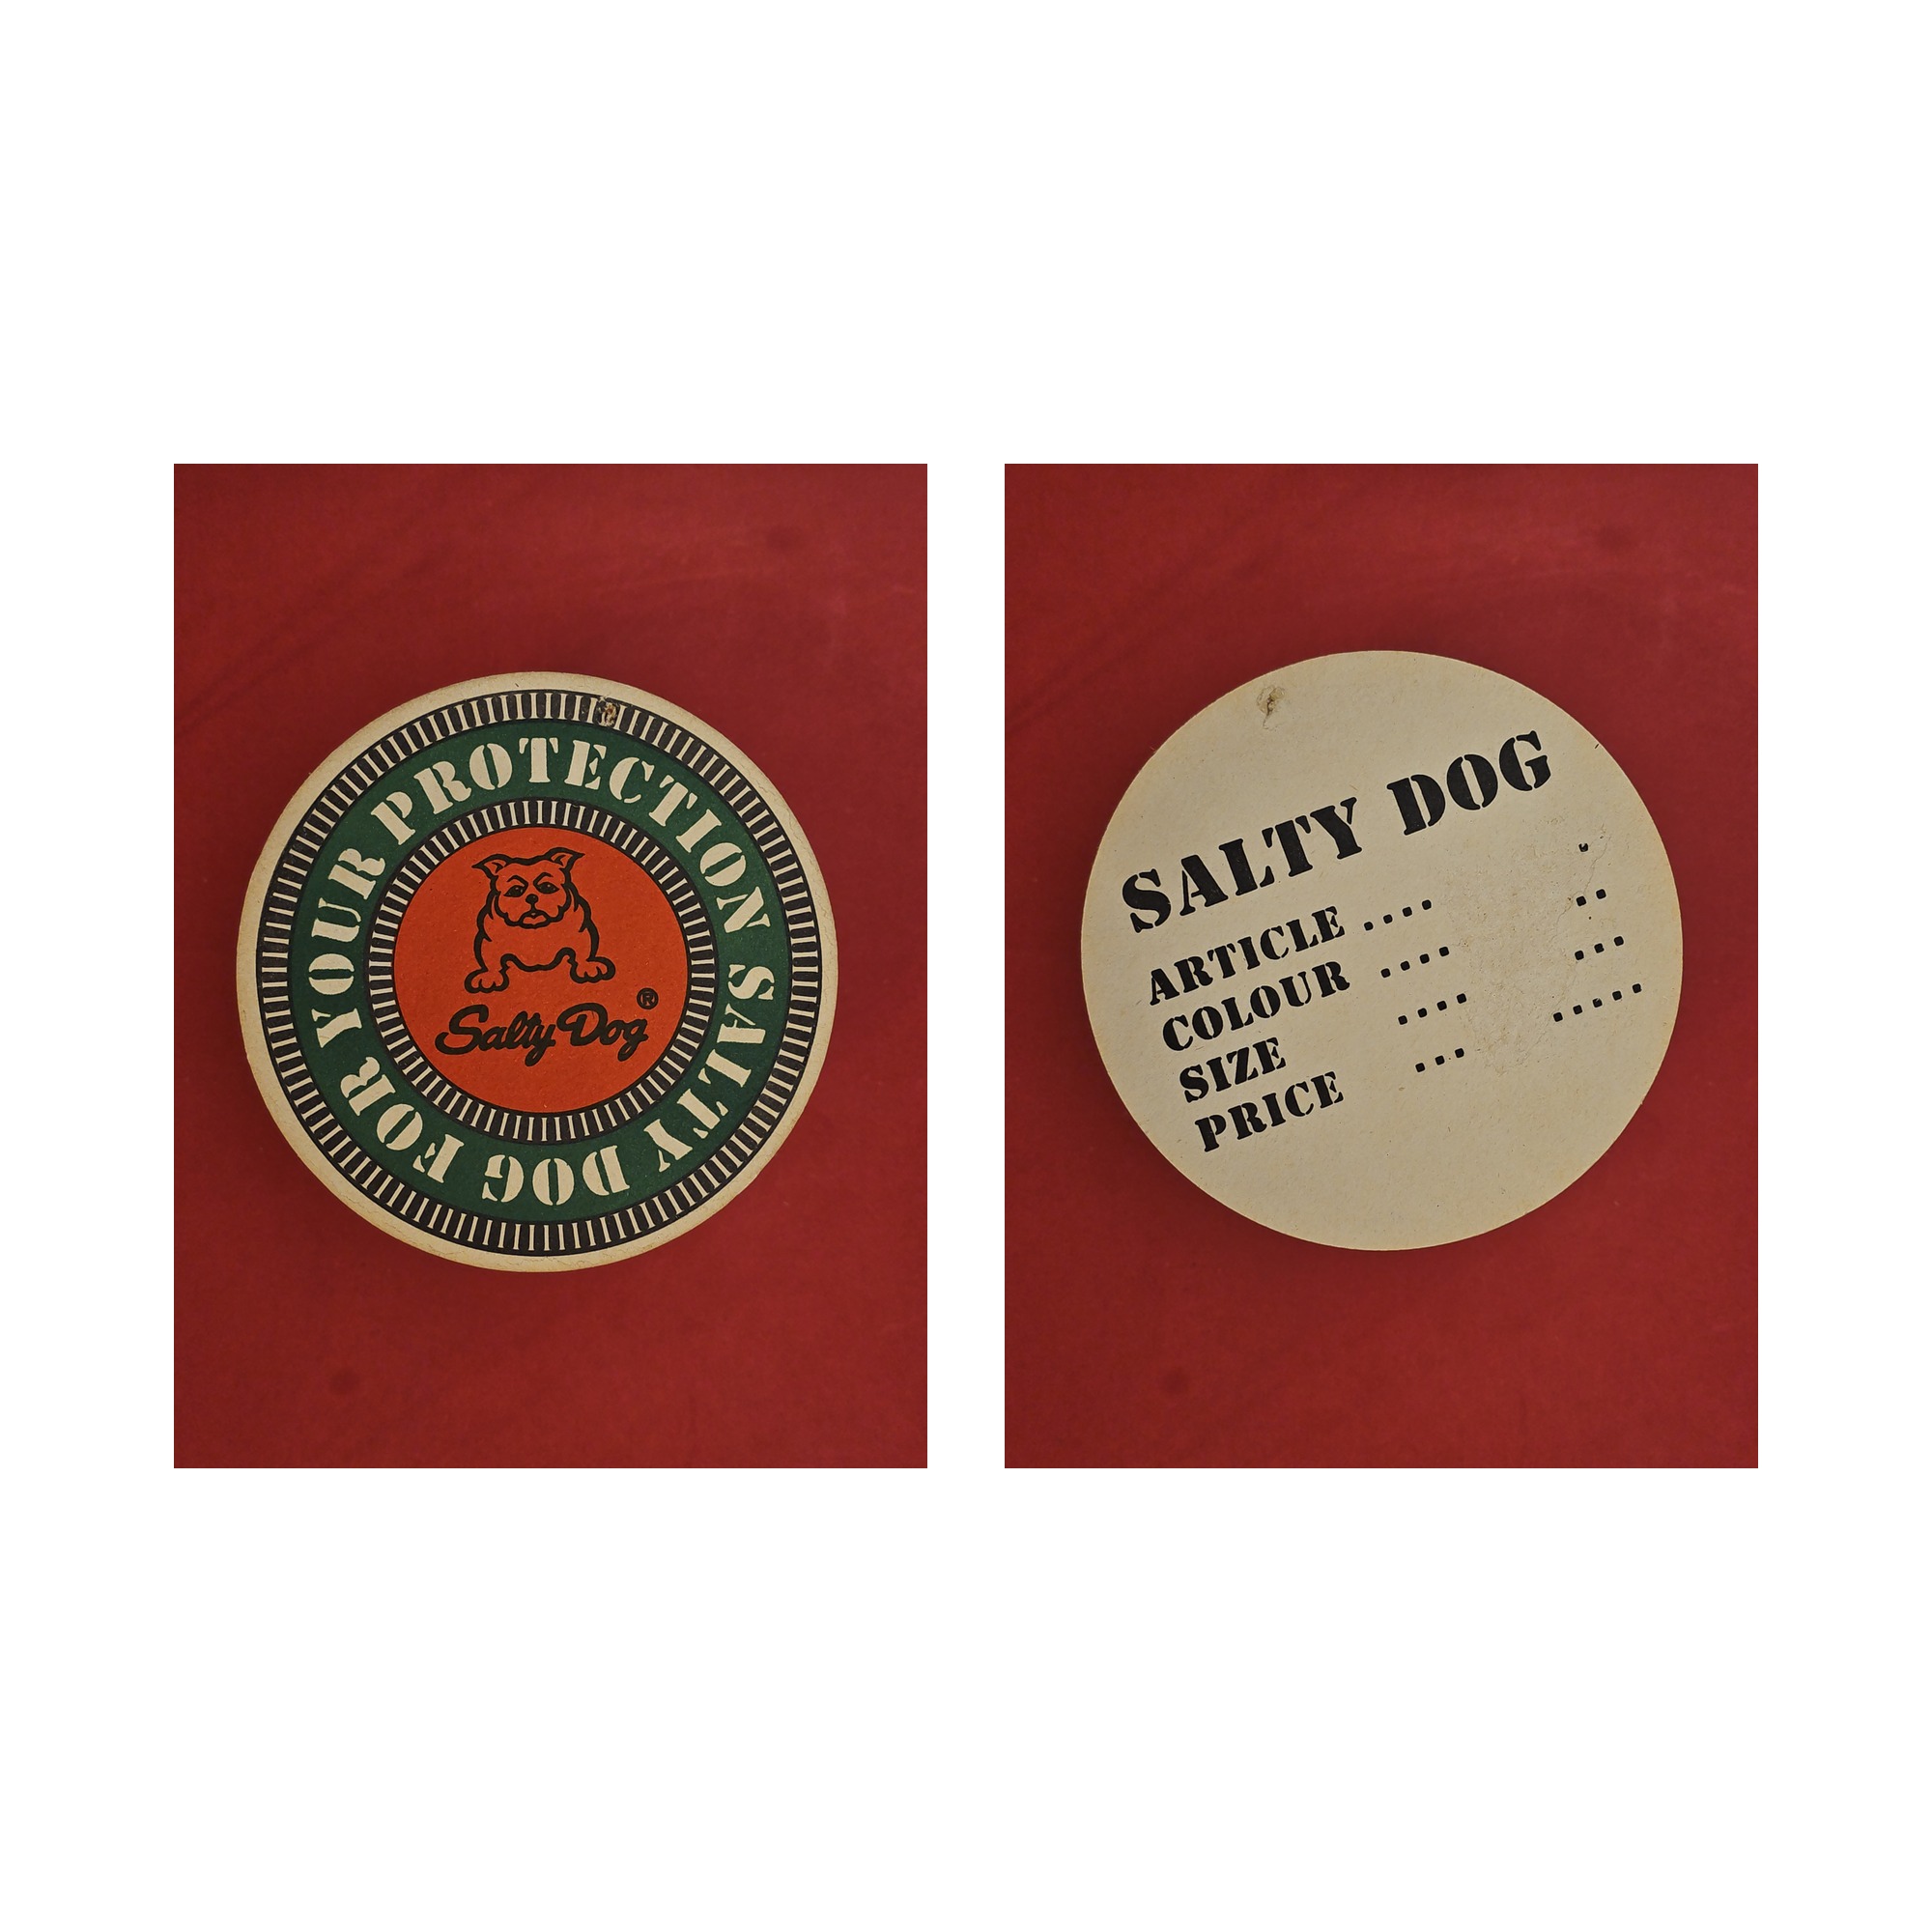 SALTY DOG FOR YOUR PROTECTION
Salty Dog ®
SALTY DOG
ARTICLE .... .
COLOUR .... ..
SIZE .... ...
PRICE ... .....